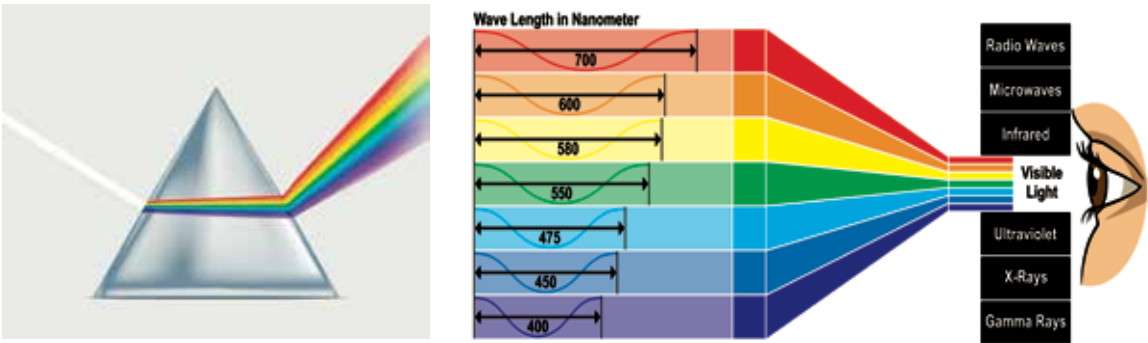 Wave Length in Nanometer
700
600
580
550
475
450
400
Radio Waves
Microwaves
Infrared
Visible
Light
Ultraviolet
X-Rays
Gamma Rays